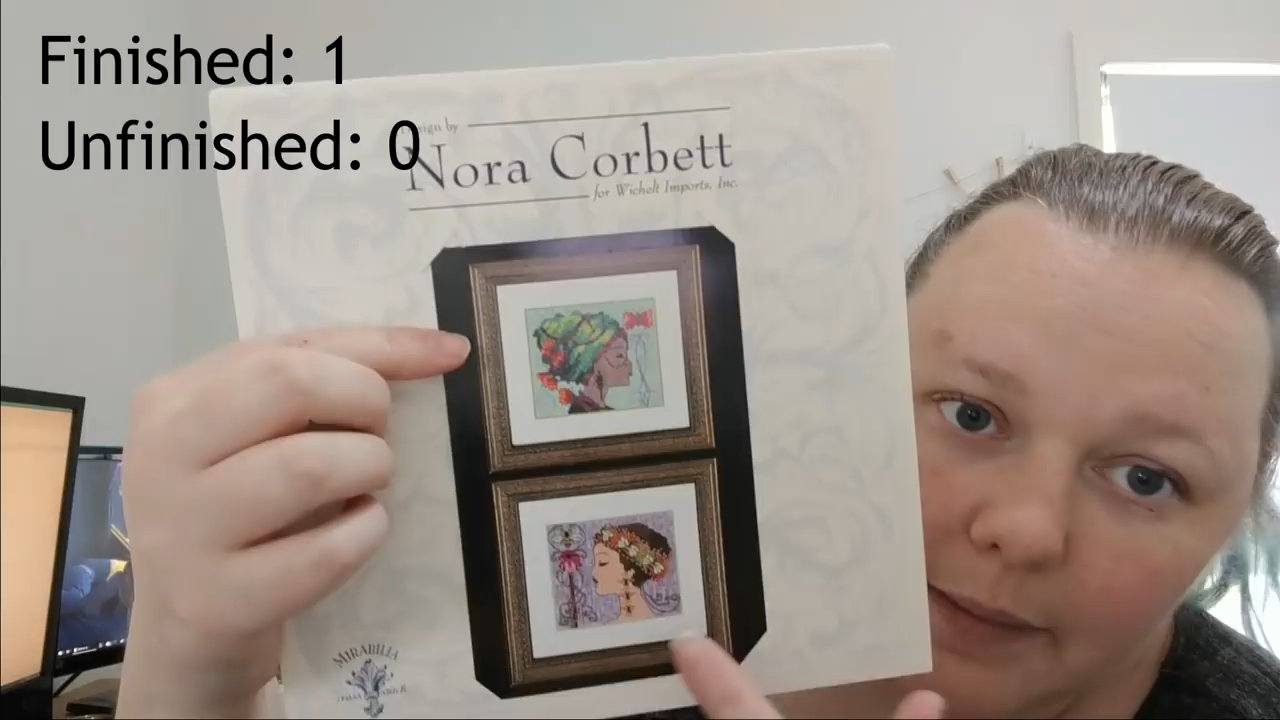 Finished: 1
Unfinished: 0
Nora Corbett
for Wichelt Imports, Inc.
MIRABILIA